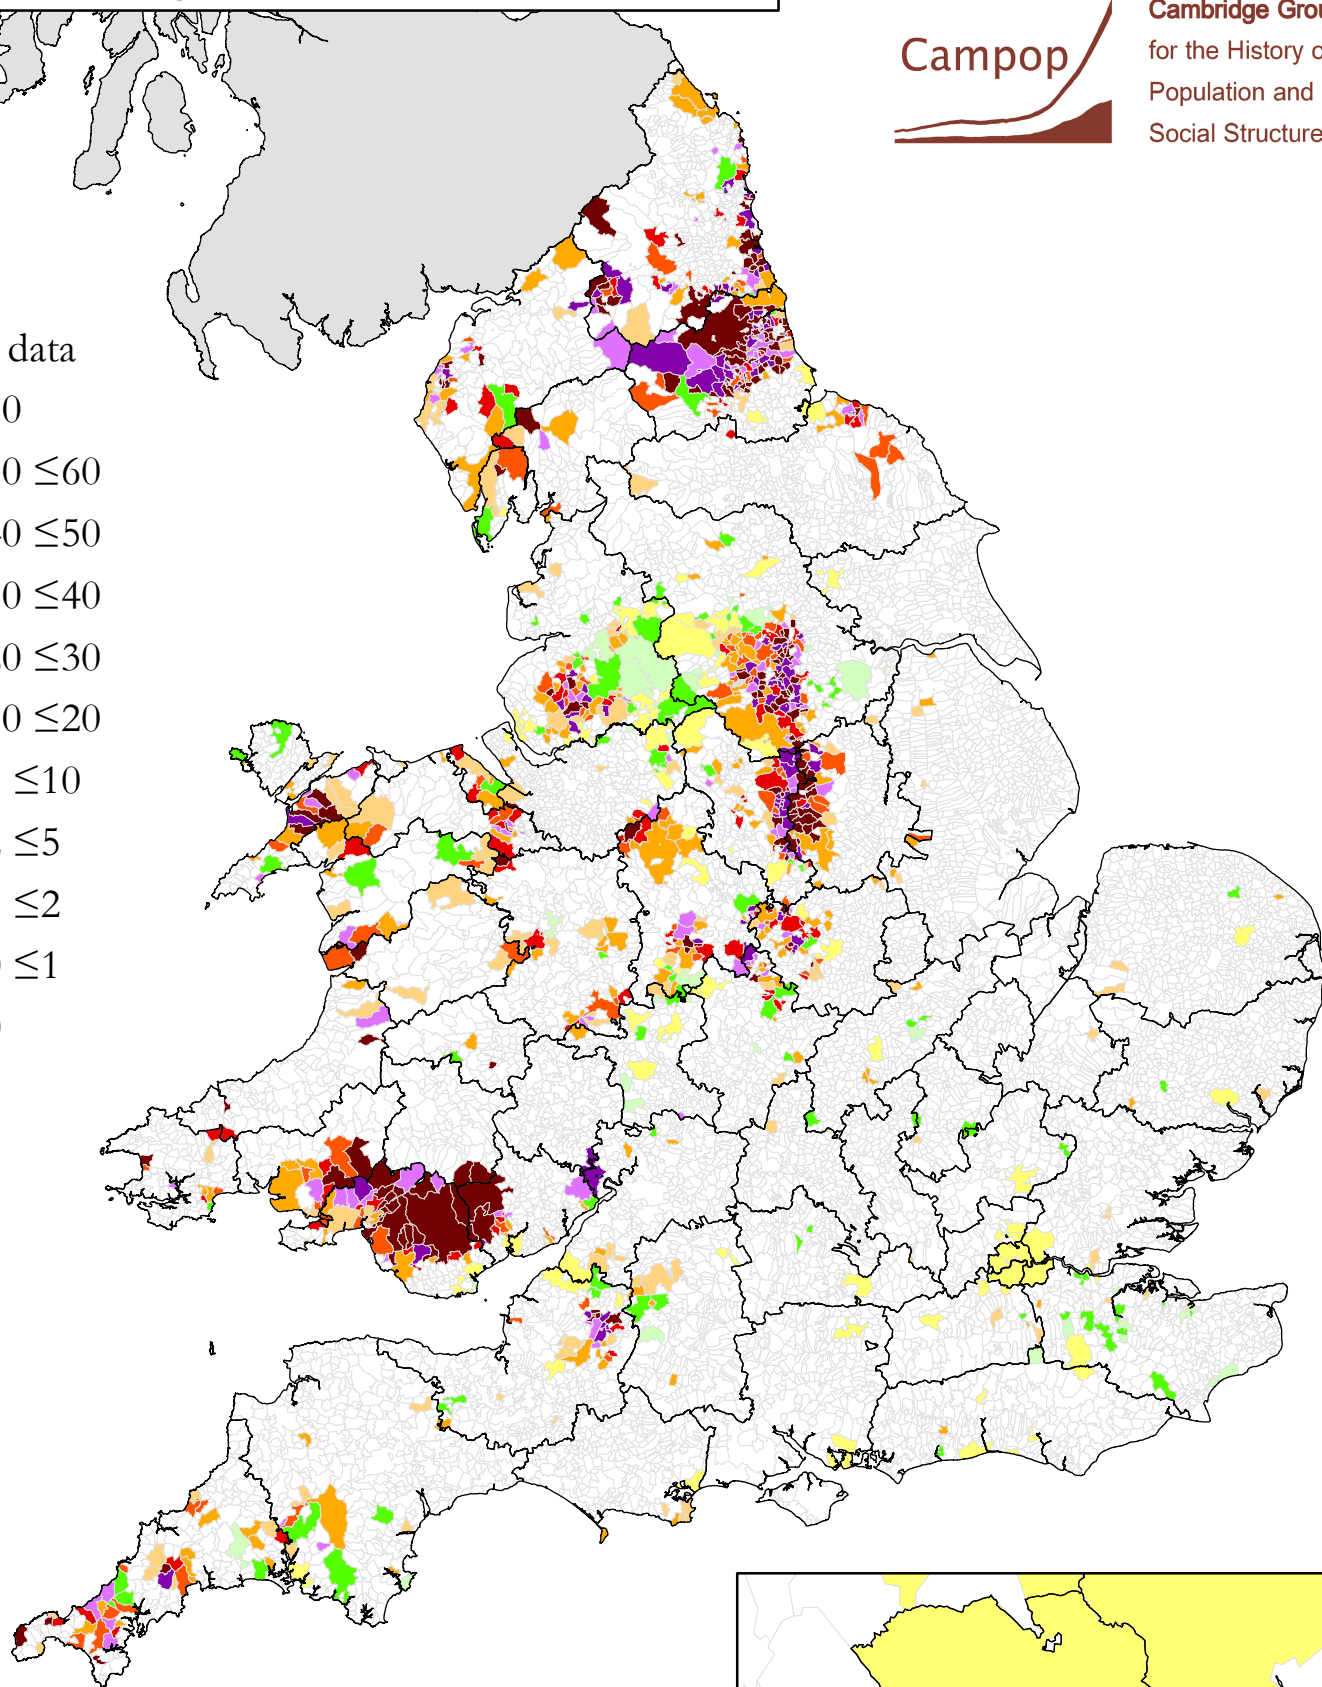 Campop
Cambridge
for the History
Population and
Social Structure
data
0
0 ≤60
0 ≤50
0 ≤40
0 ≤30
0 ≤20
≤10
≤5
≤2
≤1